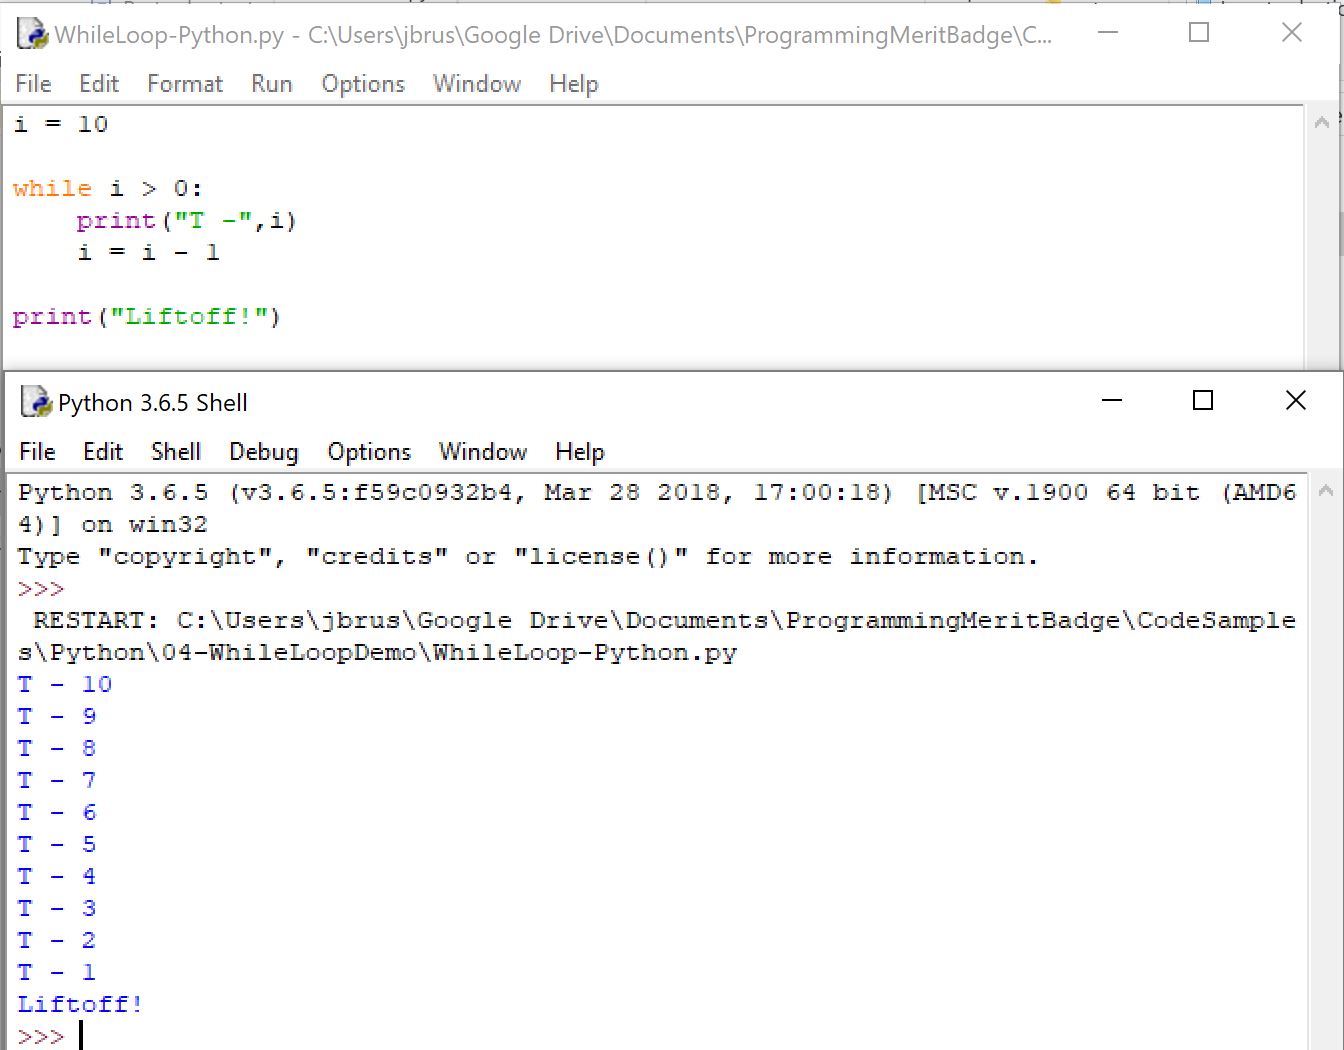 WhileLoop-Python.py - C:\Users\jbrus\Google Drive\Documents\ProgrammingMeritBadge\C...
File Edit Format Run Options Window Help
i = 10
while i > 0:
    print("T -",i)
    i = i - 1
print("Liftoff!")
Python 3.6.5 Shell
File Edit Shell Debug Options Window Help
Python 3.6.5 (v3.6.5:f59c0932b4, Mar 28 2018, 17:00:18) [MSC v.1900 64 bit (AMD6
4)] on win32
Type "copyright", "credits" or "license()" for more information.
>>>
 RESTART: C:\Users\jbrus\Google Drive\Documents\ProgrammingMeritBadge\CodeSample
s\Python\04-WhileLoopDemo\WhileLoop-Python.py
T - 10
T - 9
T - 8
T - 7
T - 6
T - 5
T - 4
T - 3
T - 2
T - 1
Liftoff!
>>>